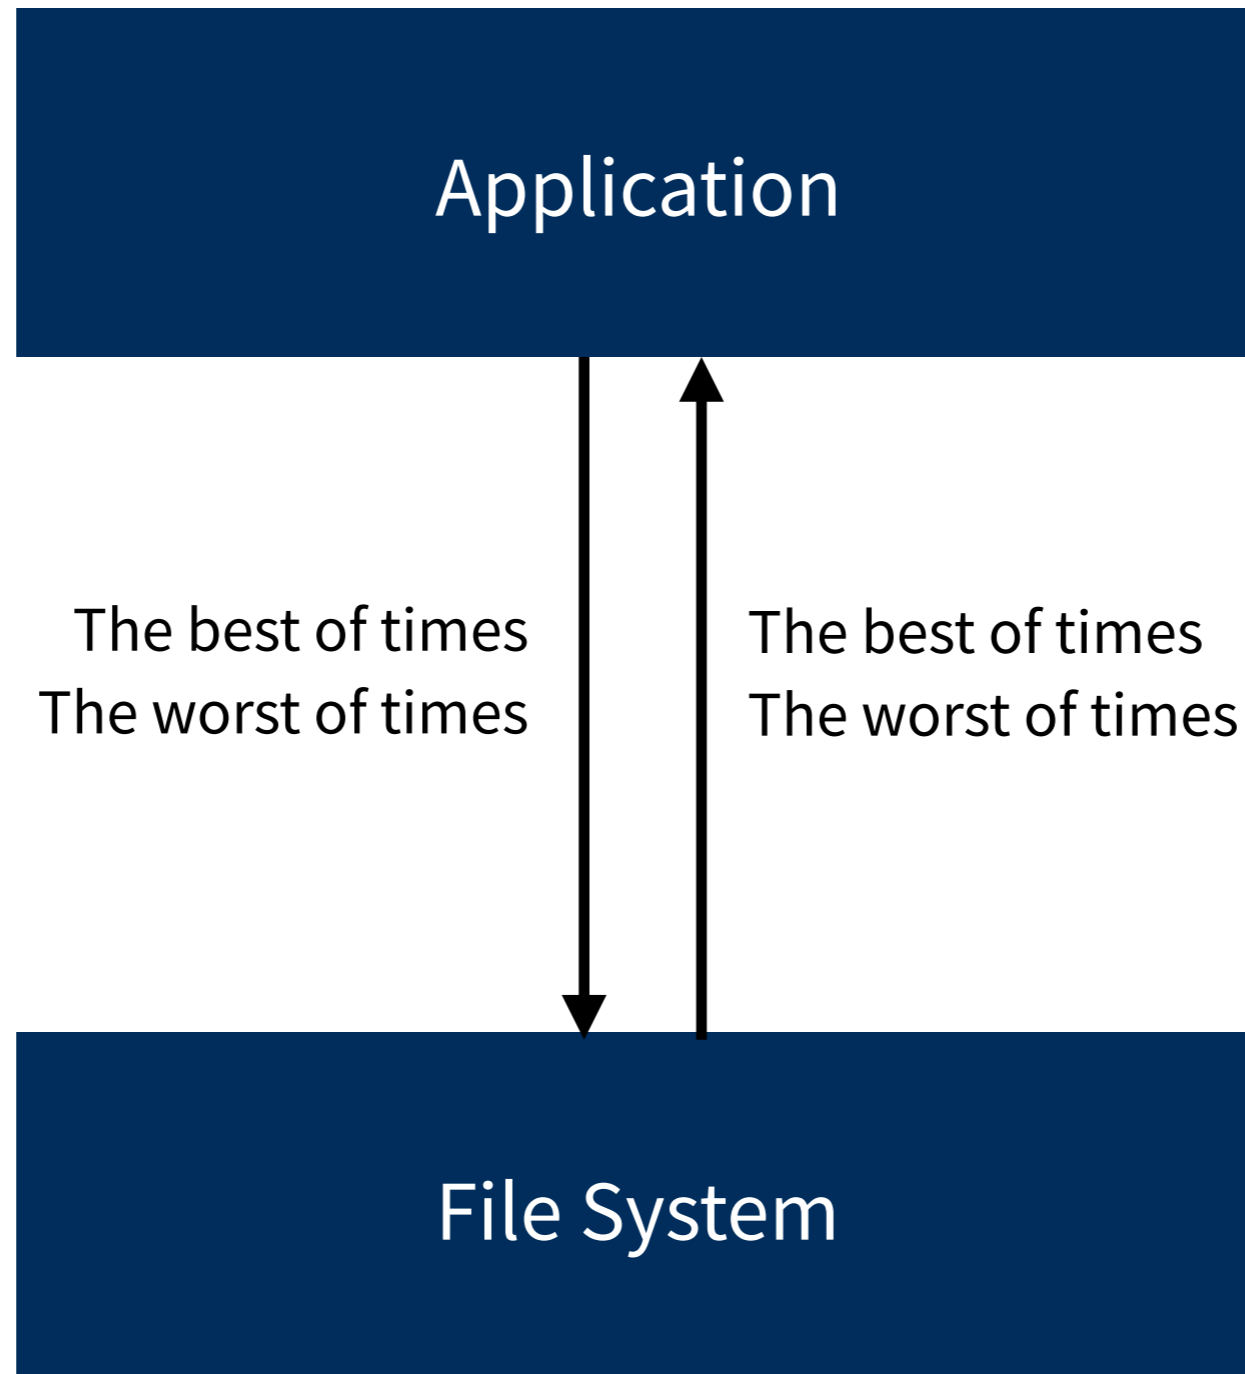 Application
The best of times
The worst of times
The best of times
The worst of times
File System